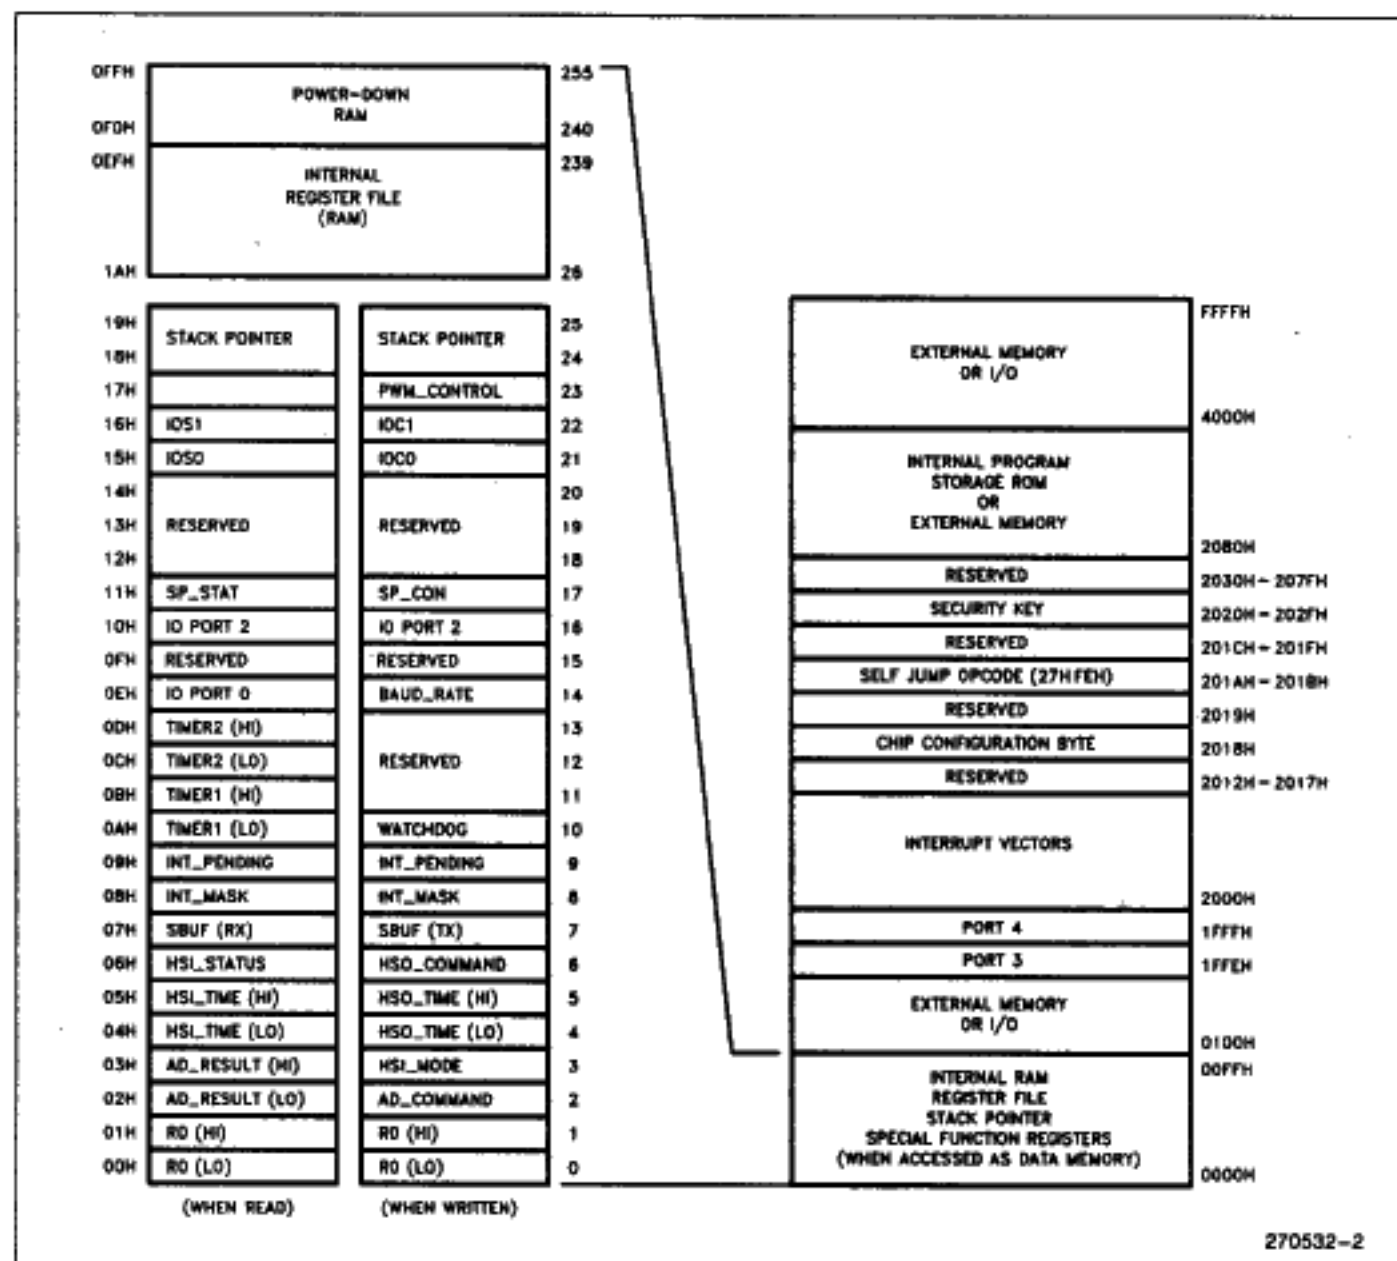 0FFH 255
POWER-DOWN
RAM
0F0H 240
0EFH 239
INTERNAL
REGISTER FILE
(RAM)
1AH 26
19H 25
STACK POINTER STACK POINTER
18H 24
17H PWM_CONTROL 23
16H IOS1 IOC1 22
15H IOS0 IOC0 21
14H 20
13H RESERVED RESERVED 19
12H 18
11H SP_STAT SP_CON 17
10H IO PORT 2 IO PORT 2 16
0FH RESERVED RESERVED 15
0EH IO PORT 0 BAUD_RATE 14
0DH TIMER2 (HI) 13
0CH TIMER2 (LO) RESERVED 12
0BH TIMER1 (HI) 11
0AH TIMER1 (LO) WATCHDOG 10
09H INT_PENDING INT_PENDING 9
08H INT_MASK INT_MASK 8
07H SBUF (RX) SBUF (TX) 7
06H HSI_STATUS HSO_COMMAND 6
05H HSI_TIME (HI) HSO_TIME (HI) 5
04H HSI_TIME (LO) HSO_TIME (LO) 4
03H AD_RESULT (HI) HSI_MODE 3
02H AD_RESULT (LO) AD_COMMAND 2
01H R0 (HI) R0 (HI) 1
00H R0 (LO) R0 (LO) 0
(WHEN READ) (WHEN WRITTEN)
FFFFH
EXTERNAL MEMORY
OR I/O
4000H
INTERNAL PROGRAM
STORAGE ROM
OR
EXTERNAL MEMORY
2080H
RESERVED 2030H-207FH
SECURITY KEY 2020H-202FH
RESERVED 201CH-201FH
SELF JUMP OPCODE (27H FEH) 201AH-201BH
RESERVED 2019H
CHIP CONFIGURATION BYTE 2018H
RESERVED 2012H-2017H
INTERRUPT VECTORS
2000H
PORT 4 1FFFH
PORT 3 1FFEH
EXTERNAL MEMORY
OR I/O
0100H
00FFH
INTERNAL RAM
REGISTER FILE
STACK POINTER
SPECIAL FUNCTION REGISTERS
(WHEN ACCESSED AS DATA MEMORY)
0000H
270532-2